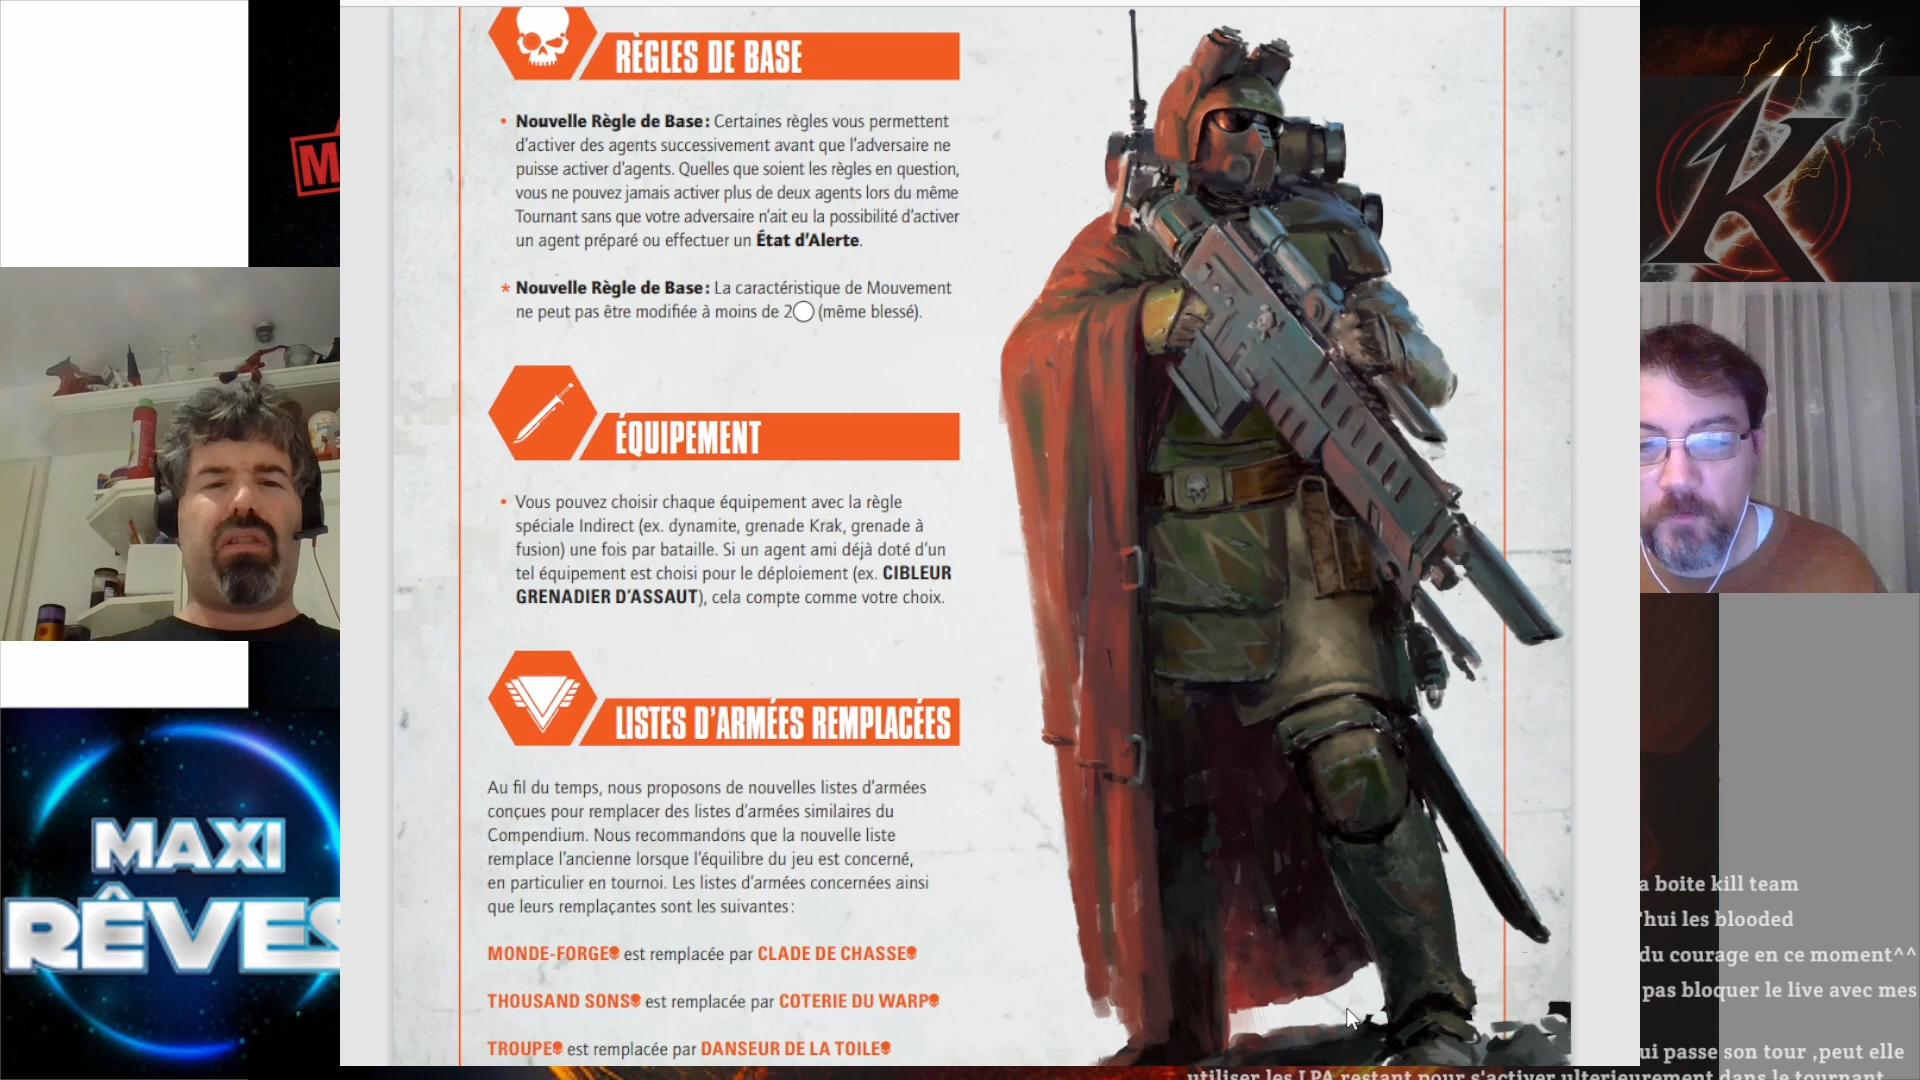 RÈGLES DE BASE
• Nouvelle Règle de Base : Certaines règles vous permettent
d'activer des agents successivement avant que l'adversaire ne
puisse activer d'agents. Quelles que soient les règles en question,
vous ne pouvez jamais activer plus de deux agents lors du même
Tournant sans que votre adversaire n'ait eu la possibilité d'activer
un agent préparé ou effectuer un État d'Alerte.
* Nouvelle Règle de Base : La caractéristique de Mouvement
ne peut pas être modifiée à moins de 2◯ (même blessé).
ÉQUIPEMENT
• Vous pouvez choisir chaque équipement avec la règle
spéciale Indirect (ex. dynamite, grenade Krak, grenade à
fusion) une fois par bataille. Si un agent ami déjà doté d'un
tel équipement est choisi pour le déploiement (ex. CIBLEUR
GRENADIER D'ASSAUT), cela compte comme votre choix.
LISTES D'ARMÉES REMPLACÉES
Au fil du temps, nous proposons de nouvelles listes d'armées
conçues pour remplacer des listes d'armées similaires du
Compendium. Nous recommandons que la nouvelle liste
remplace l'ancienne lorsque l'équilibre du jeu est concerné,
en particulier en tournoi. Les listes d'armées concernées ainsi
que leurs remplaçantes sont les suivantes :
MONDE-FORGE est remplacée par CLADE DE CHASSE
THOUSAND SONS est remplacée par COTERIE DU WARP
TROUPE est remplacée par DANSEUR DE LA TOILE
M
MAXI
RÊVES
K
a boite kill team
'hui les blooded
du courage en ce moment^^
pas bloquer le live avec mes
ui passe son tour ,peut elle
utiliser les LPA restant pour s'activer ulterieurement dans le tournant